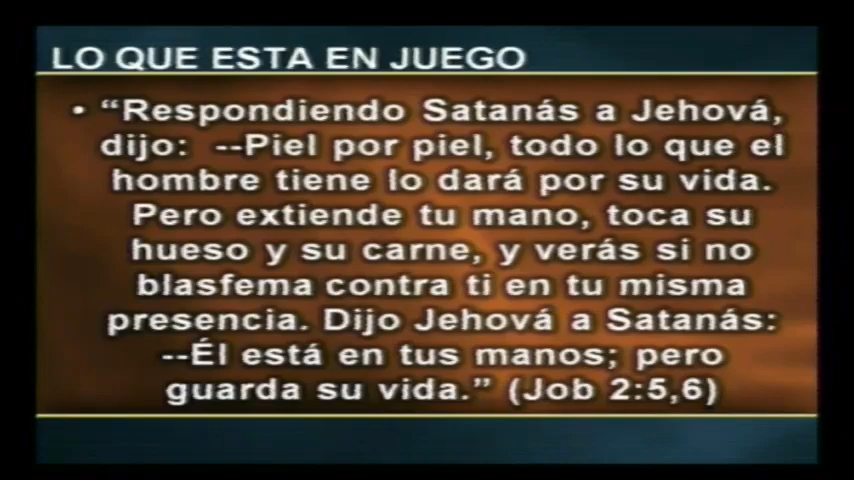 LO QUE ESTA EN JUEGO
• “Respondiendo Satanás a Jehová,
dijo: --Piel por piel, todo lo que el
hombre tiene lo dará por su vida.
Pero extiende tu mano, toca su
hueso y su carne, y verás si no
blasfema contra ti en tu misma
presencia. Dijo Jehová a Satanás:
--Él está en tus manos; pero
guarda su vida.” (Job 2:5,6)